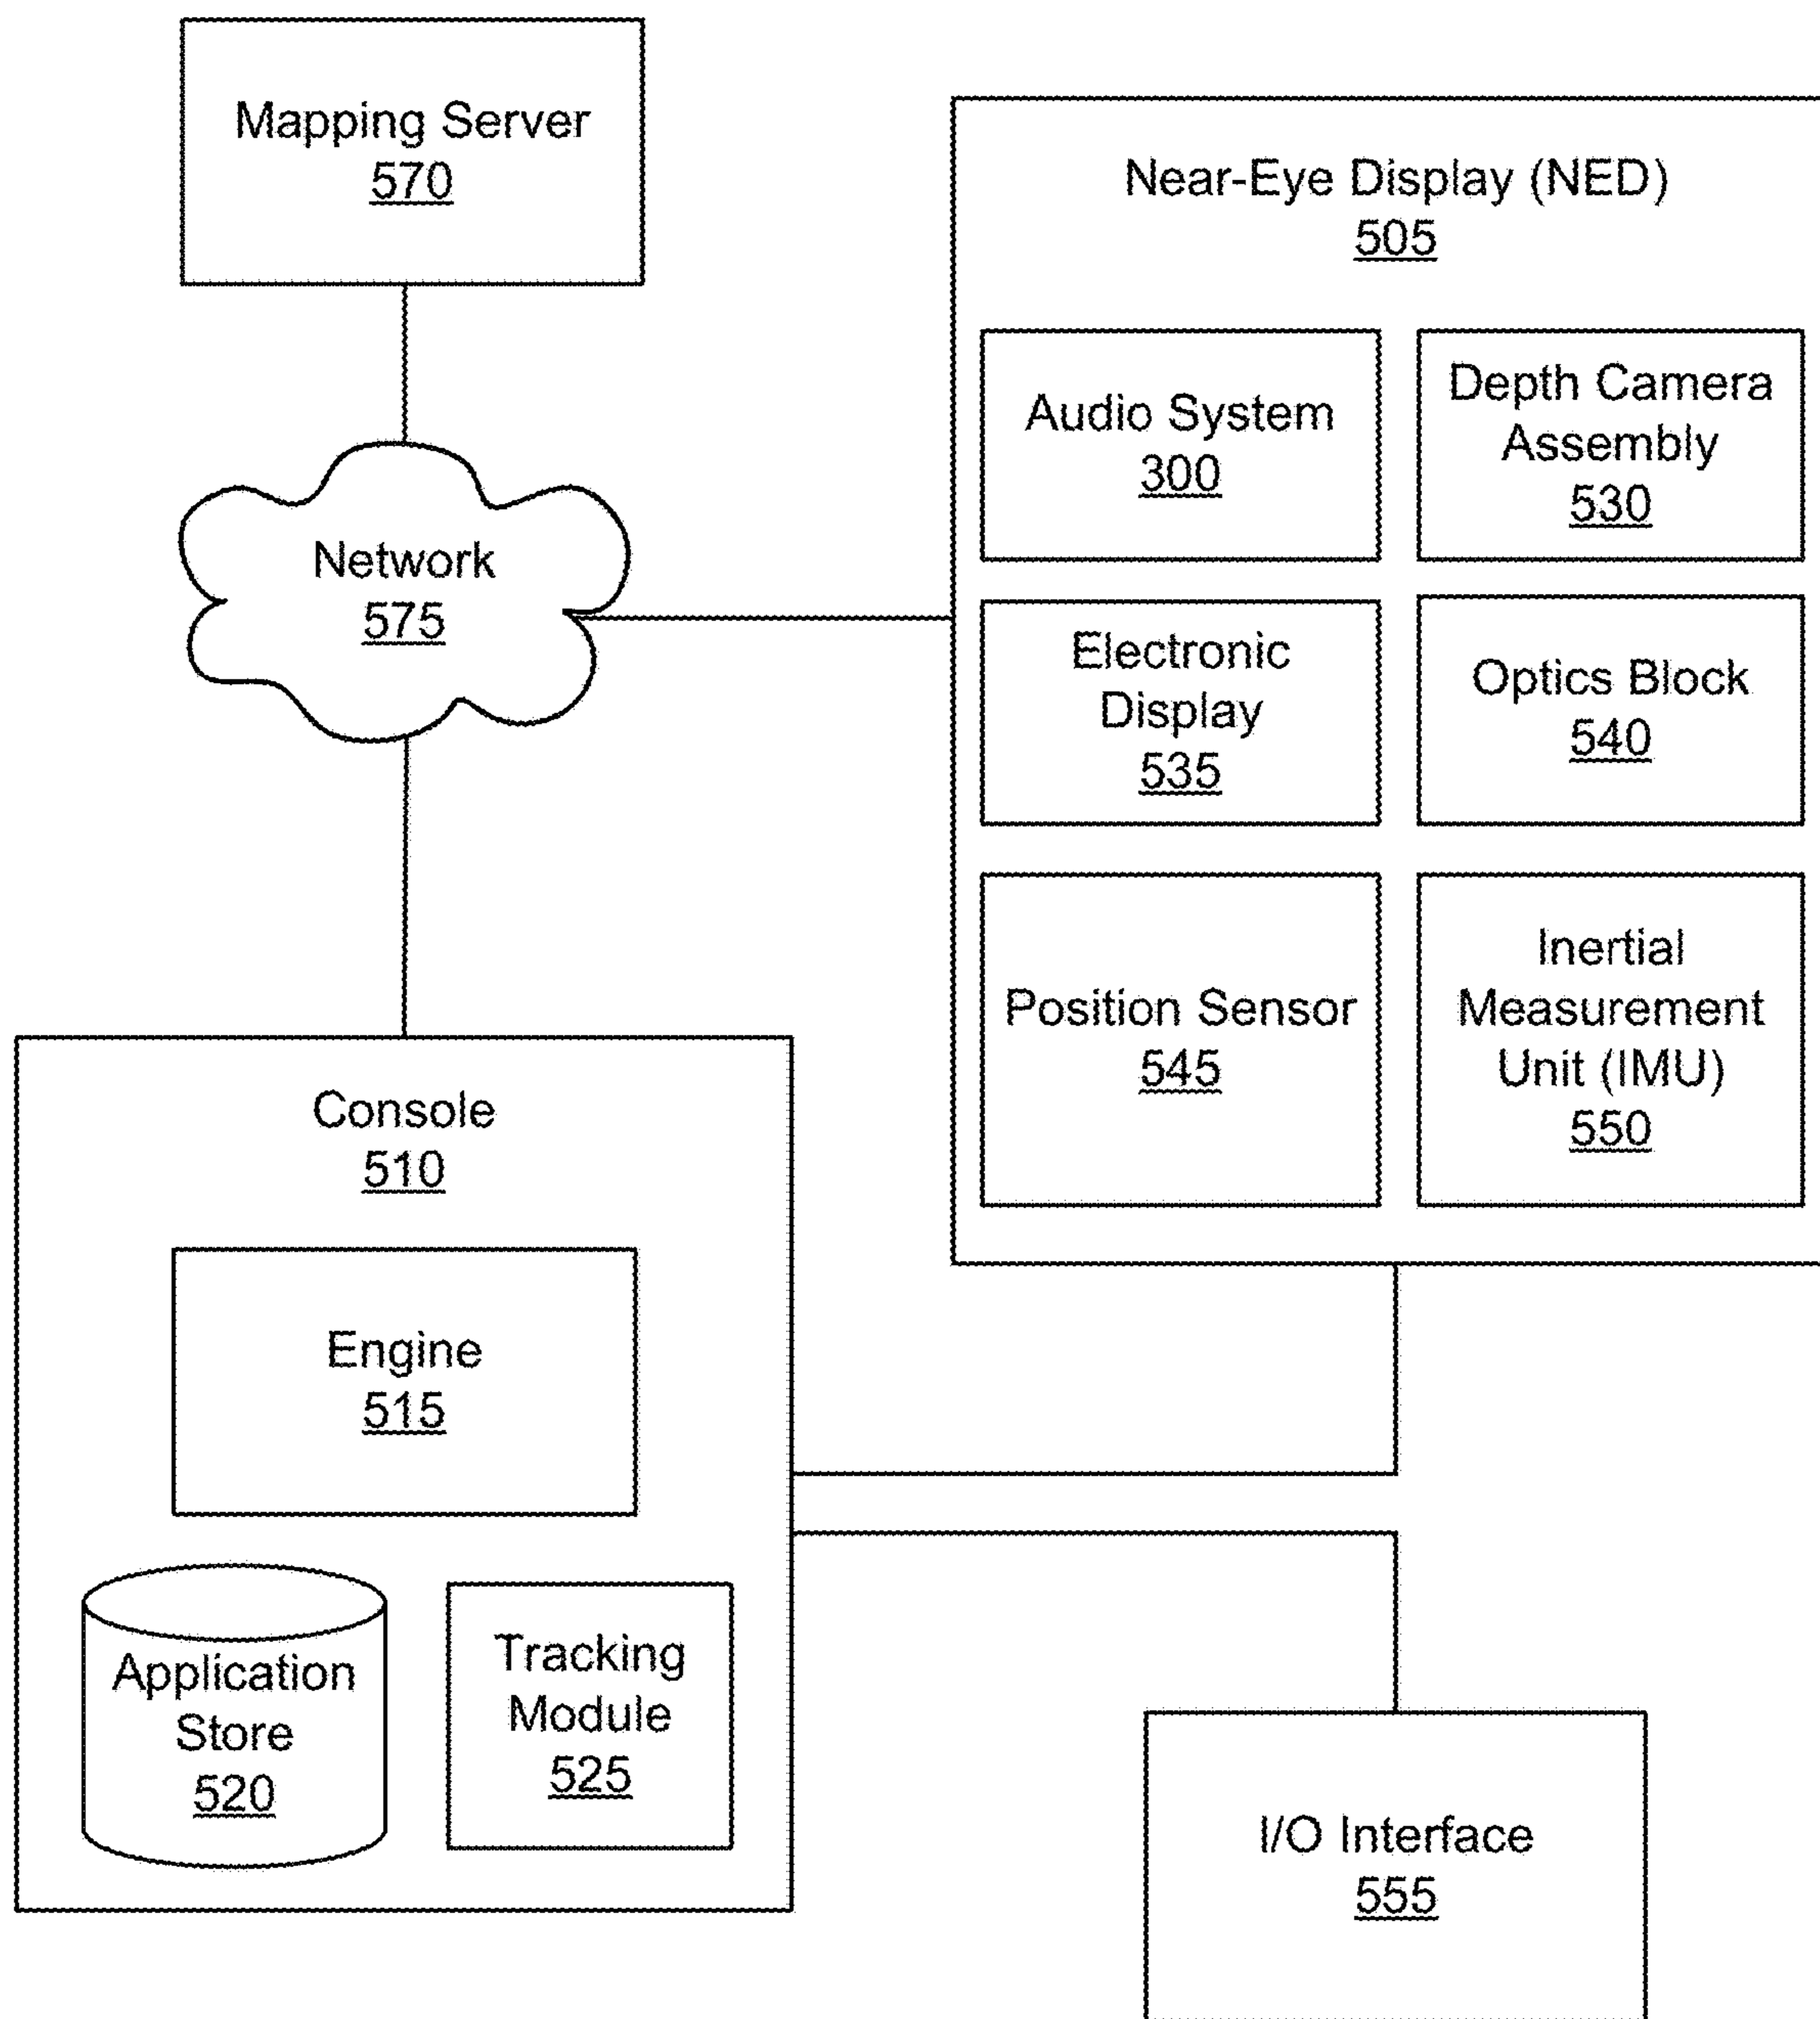 Mapping Server
570
Near-Eye Display (NED)
505
Audio System
300
Depth Camera
Assembly
530
Network
575
Electronic
Display
535
Optics Block
540
Position Sensor
545
Inertial
Measurement
Unit (IMU)
550
Console
510
Engine
515
Application
Store
520
Tracking
Module
525
I/O Interface
555